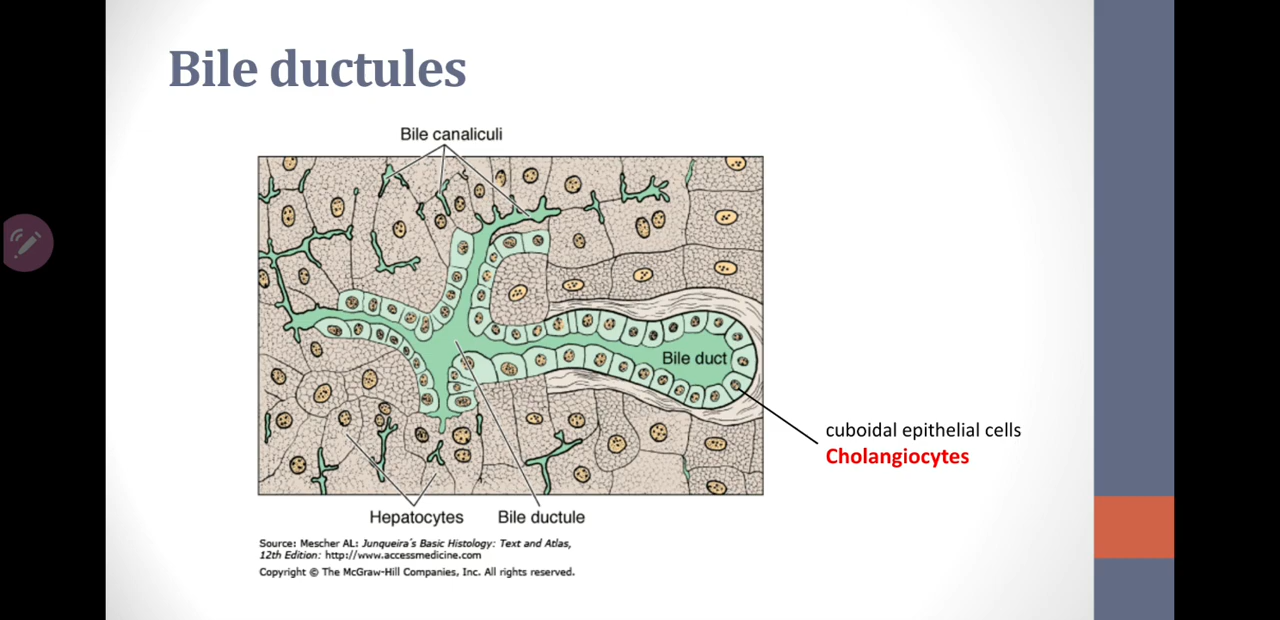 Bile ductules
Bile canaliculi
Bile duct
cuboidal epithelial cells
Cholangiocytes
Hepatocytes
Bile ductule
Source: Mescher AL: Junqueira´s Basic Histology: Text and Atlas,
12th Edition: http://www.accessmedicine.com
Copyright © The McGraw-Hill Companies, Inc. All rights reserved.